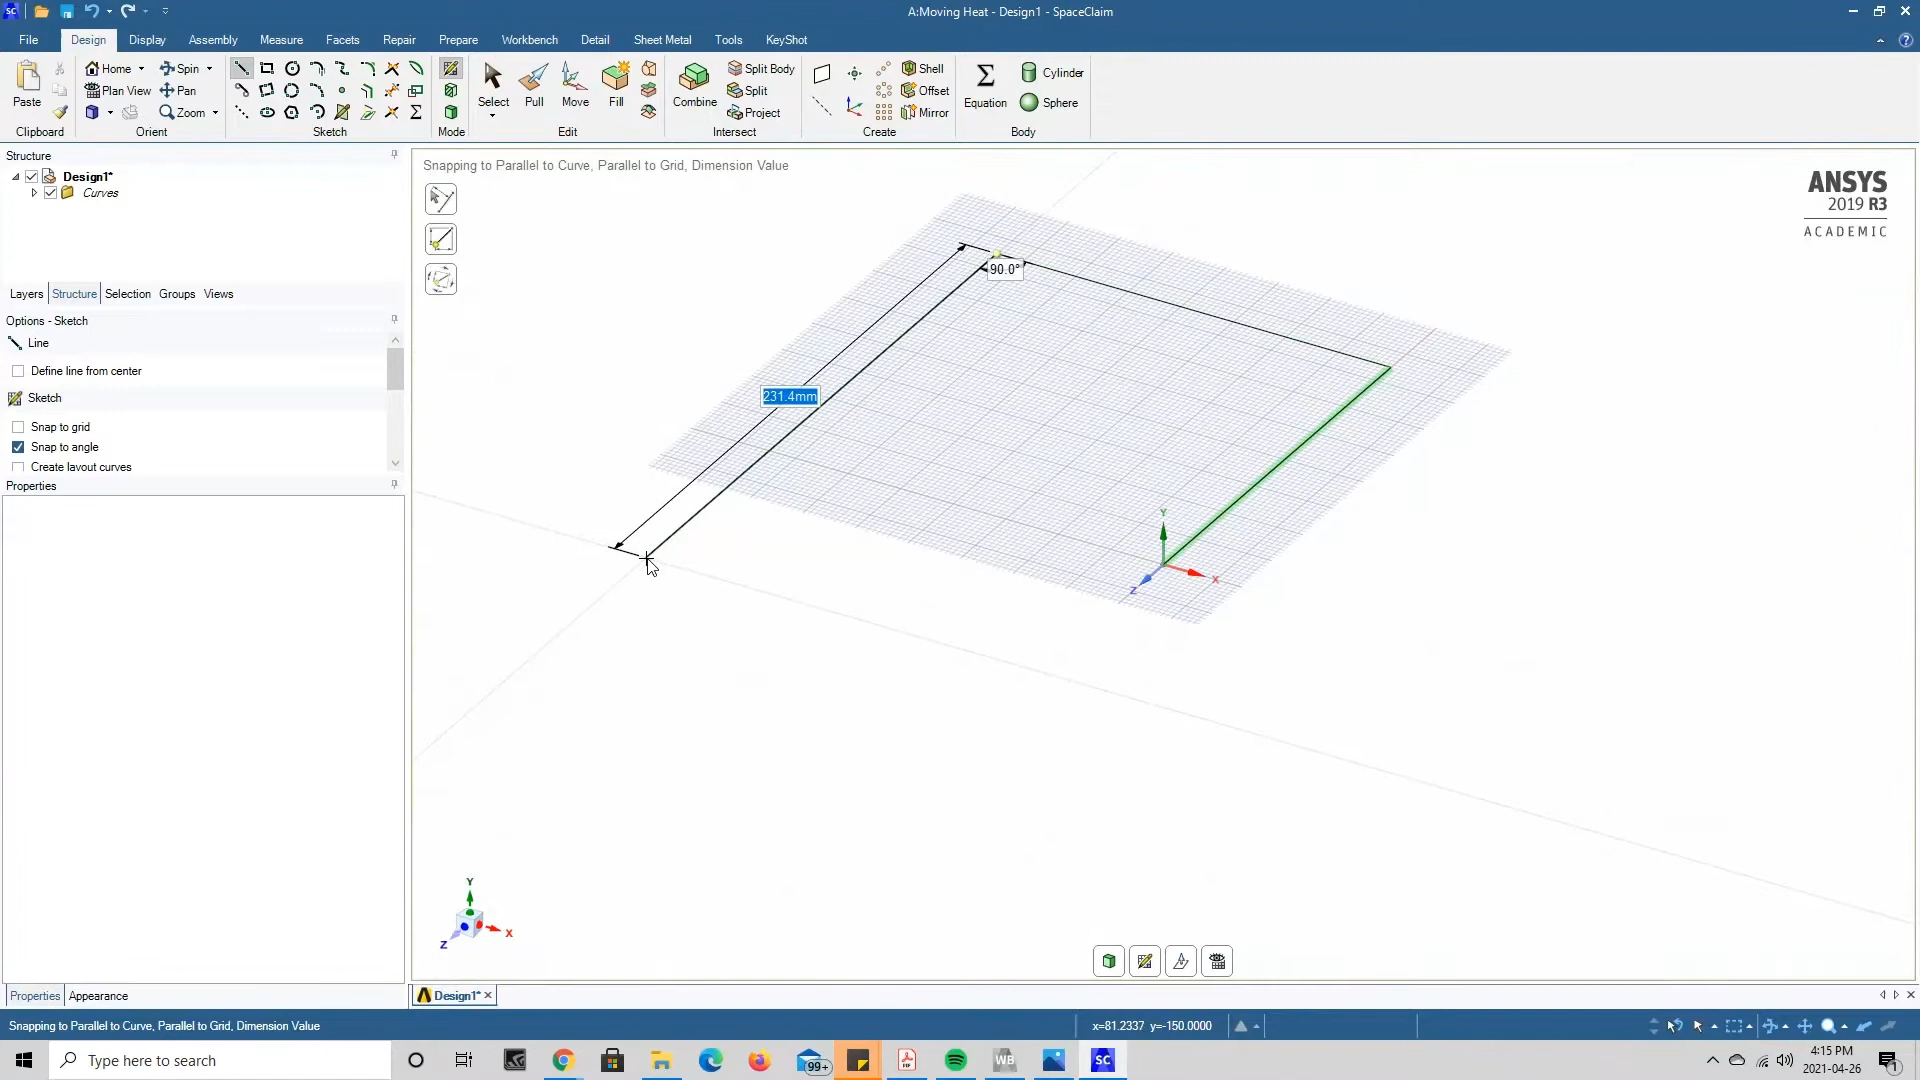 A:Moving Heat - Design1 - SpaceClaim
File Design Display Assembly Measure Facets Repair Prepare Workbench Detail Sheet Metal Tools KeyShot
Paste
Clipboard
Home Spin
Plan View Pan
Zoom
Orient
Sketch
Mode
Select Pull Move Fill
Edit
Combine
Split Body
Split
Project
Intersect
Shell
Offset
Mirror
Create
Equation
Cylinder
Sphere
Body
Structure
Design1*
Curves
Layers Structure Selection Groups Views
Options - Sketch
Line
Define line from center
Sketch
Snap to grid
Snap to angle
Create layout curves
Properties
Properties Appearance
Snapping to Parallel to Curve, Parallel to Grid, Dimension Value
ANSYS
2019 R3
ACADEMIC
90.0°
231.4mm
Y
X
Z
Y
X
Z
Design1*
Snapping to Parallel to Curve, Parallel to Grid, Dimension Value
x=81.2337 y=-150.0000
Type here to search
99+
WB
SC
4:15 PM
2021-04-26
1